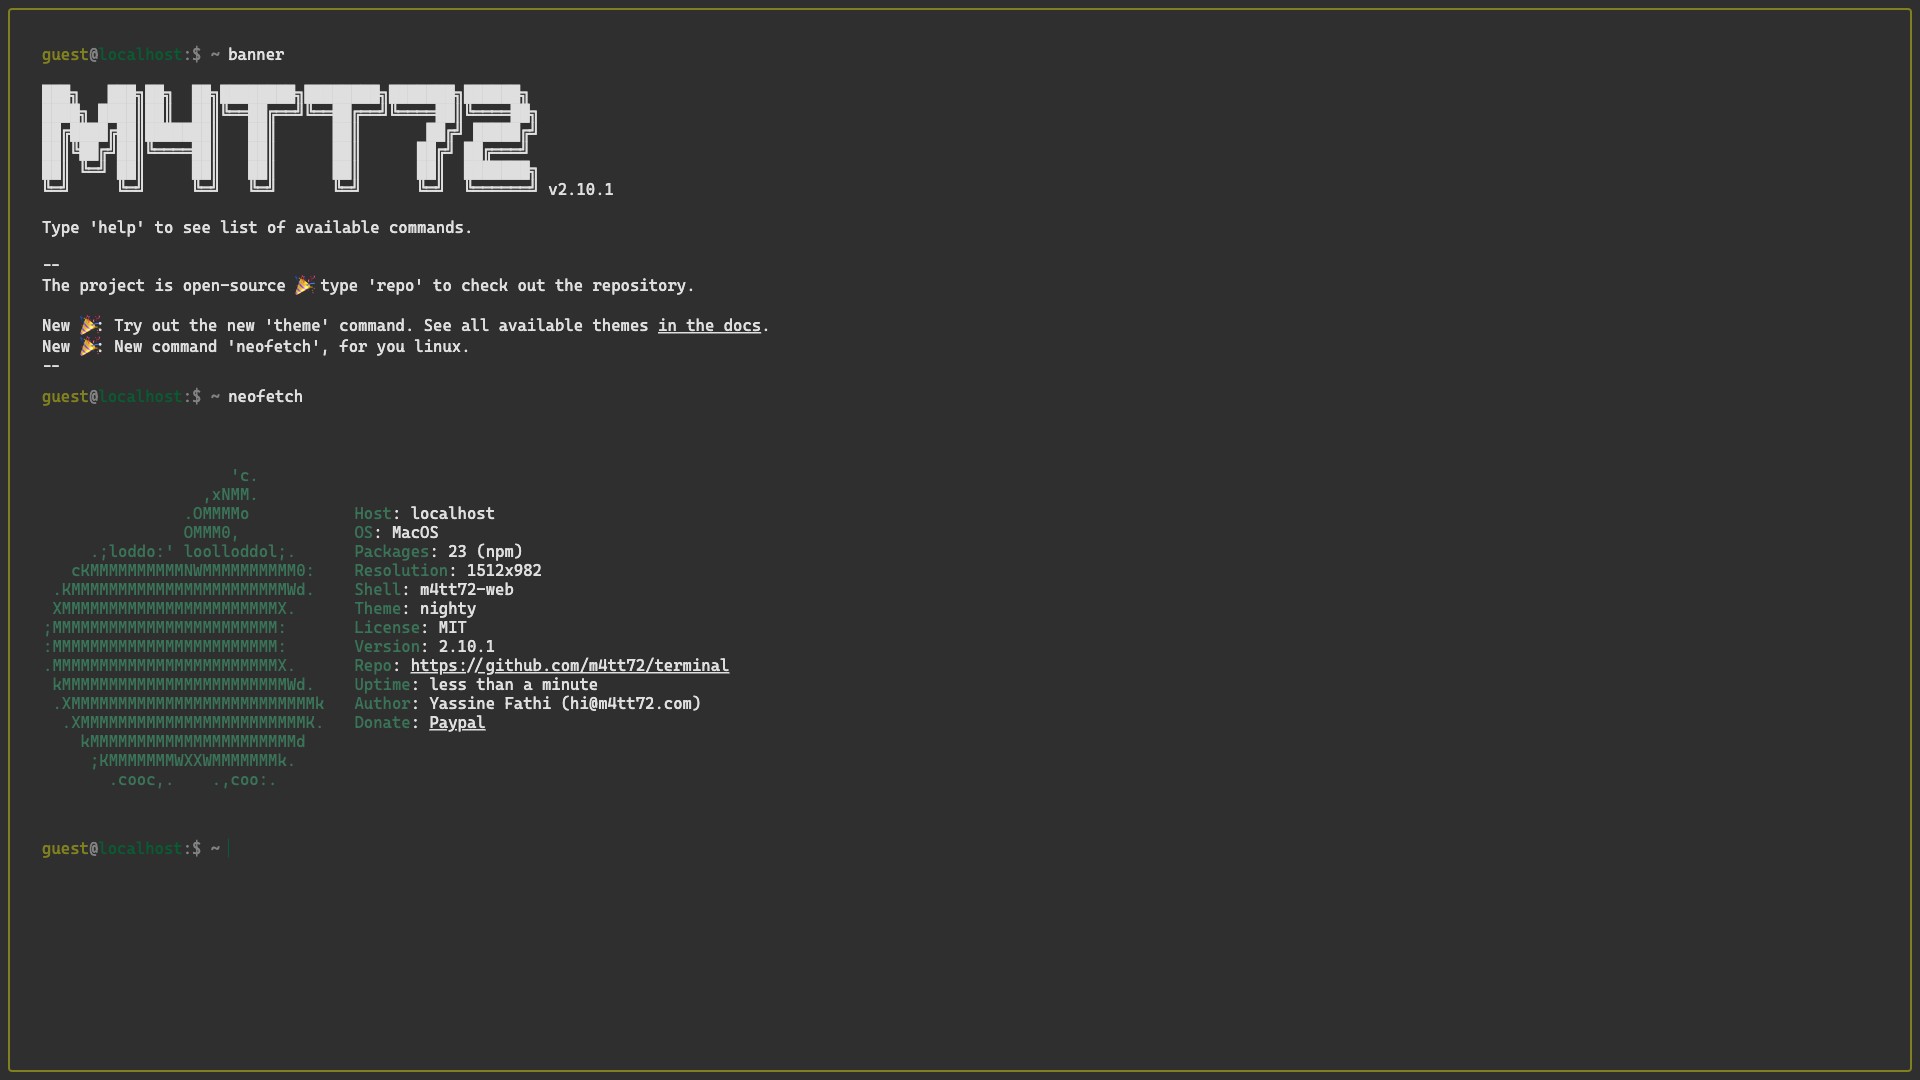 guest@localhost:$ ~ banner
M4TT72 v2.10.1
Type 'help' to see list of available commands.
--
The project is open-source 🎉 type 'repo' to check out the repository.
New 🎉: Try out the new 'theme' command. See all available themes in the docs.
New 🎉: New command 'neofetch', for you linux.
--
guest@localhost:$ ~ neofetch
'c.
,xNMM.
.OMMMMo Host: localhost
OMMM0, OS: MacOS
.;loddo:' loolloddol;. Packages: 23 (npm)
cKMMMMMMMMMMNWMMMMMMMMMM0: Resolution: 1512x982
.KMMMMMMMMMMMMMMMMMMMMMMMWd. Shell: m4tt72-web
XMMMMMMMMMMMMMMMMMMMMMMMX. Theme: nighty
;MMMMMMMMMMMMMMMMMMMMMMMM: License: MIT
:MMMMMMMMMMMMMMMMMMMMMMMM: Version: 2.10.1
.MMMMMMMMMMMMMMMMMMMMMMMMX. Repo: https://github.com/m4tt72/terminal
kMMMMMMMMMMMMMMMMMMMMMMMMWd. Uptime: less than a minute
.XMMMMMMMMMMMMMMMMMMMMMMMMMMk Author: Yassine Fathi (hi@m4tt72.com)
.XMMMMMMMMMMMMMMMMMMMMMMMMK. Donate: Paypal
kMMMMMMMMMMMMMMMMMMMMMMd
;KMMMMMMMWXXWMMMMMMMk.
.cooc,. .,coo:.
guest@localhost:$ ~